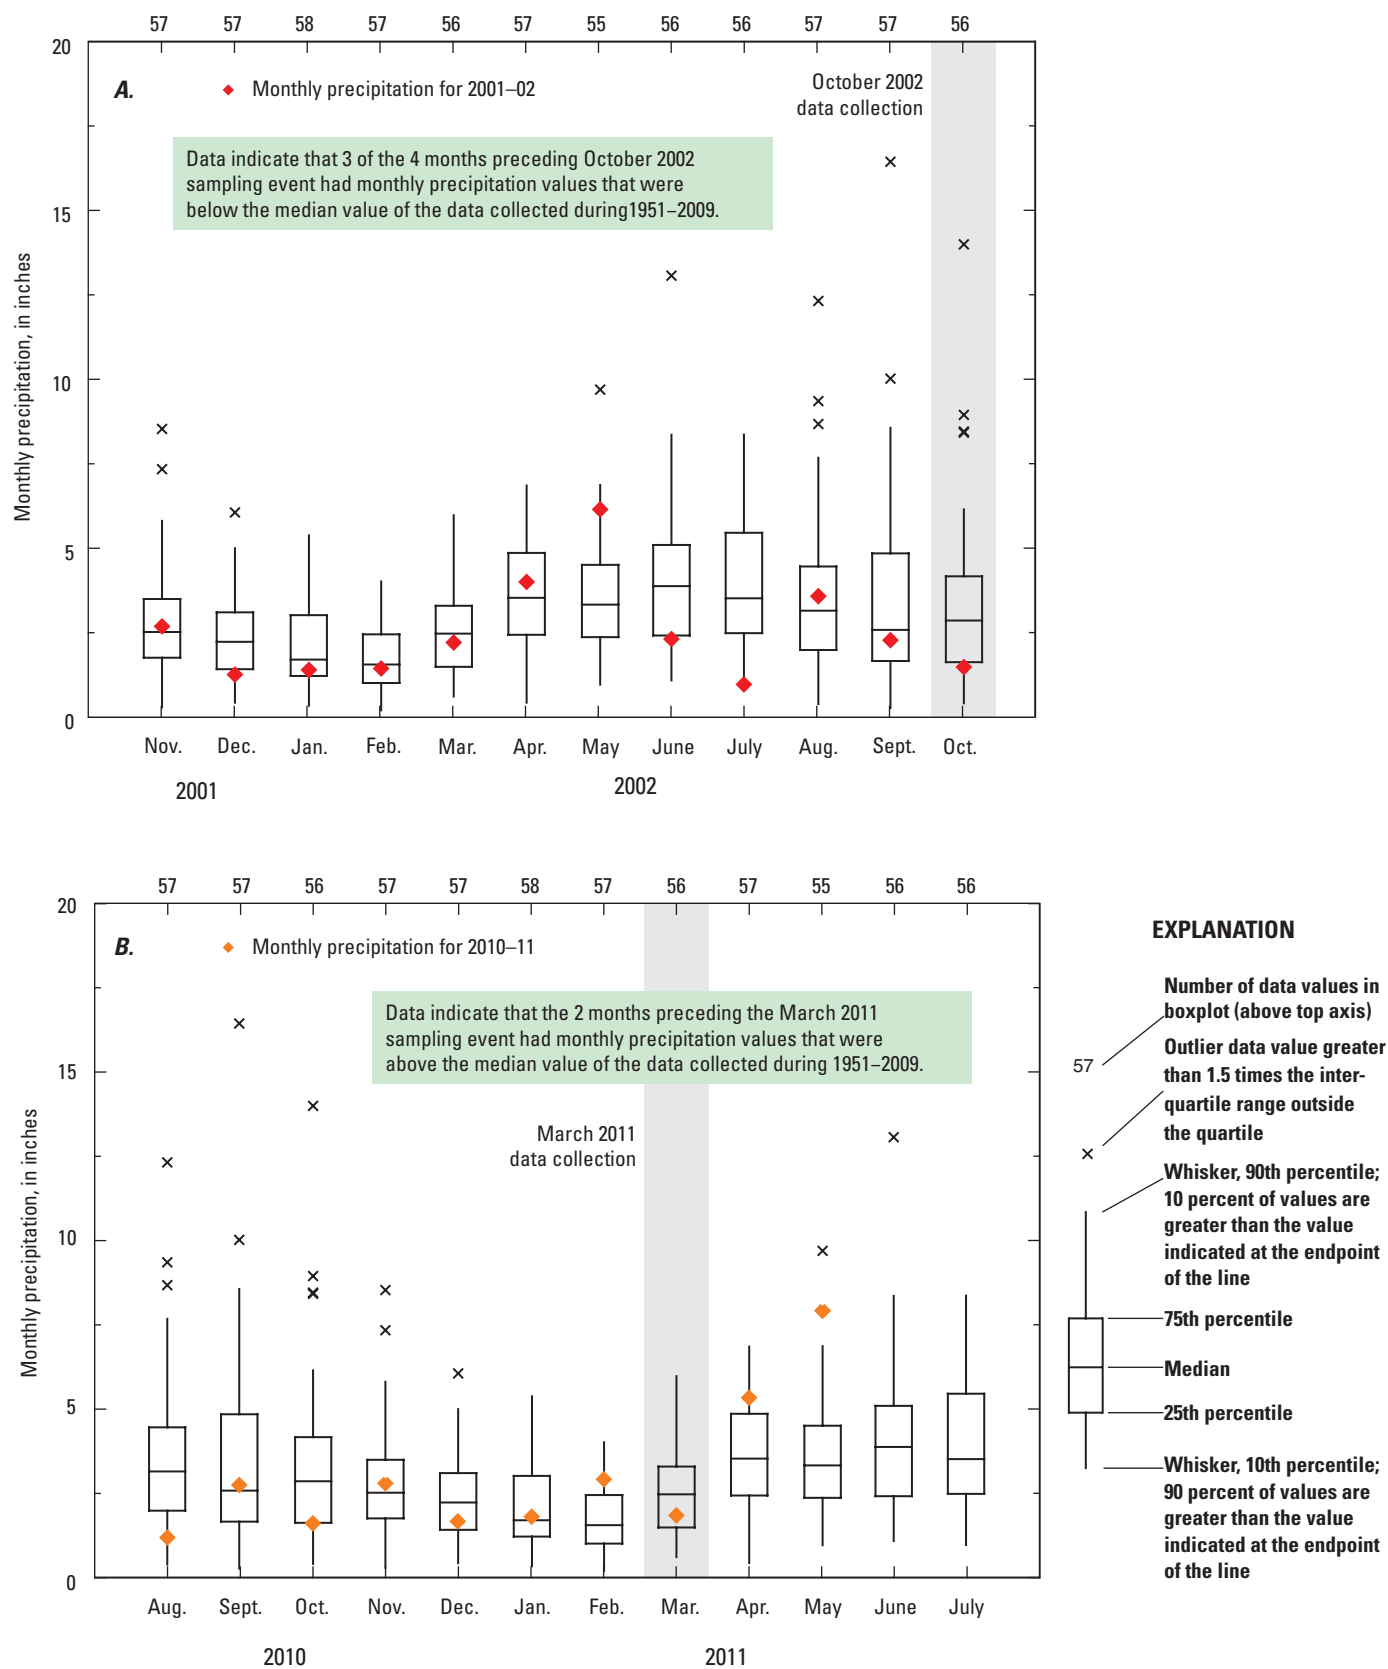 57 57 58 57 56 57 55 56 56 57 57 56
20
A.
Monthly precipitation for 2001–02
October 2002
data collection
Data indicate that 3 of the 4 months preceding October 2002
sampling event had monthly precipitation values that were
below the median value of the data collected during1951–2009.
15
10
5
0
Monthly precipitation, in inches
Nov. Dec. Jan. Feb. Mar. Apr. May June July Aug. Sept. Oct.
2001 2002
57 57 56 57 57 58 57 56 57 55 56 56
20
B.
Monthly precipitation for 2010–11
Data indicate that the 2 months preceding the March 2011
sampling event had monthly precipitation values that were
above the median value of the data collected during 1951–2009.
March 2011
data collection
15
10
5
0
Monthly precipitation, in inches
Aug. Sept. Oct. Nov. Dec. Jan. Feb. Mar. Apr. May June July
2010 2011
EXPLANATION
Number of data values in
boxplot (above top axis)
57
Outlier data value greater
than 1.5 times the inter-
quartile range outside
the quartile
Whisker, 90th percentile;
10 percent of values are
greater than the value
indicated at the endpoint
of the line
75th percentile
Median
25th percentile
Whisker, 10th percentile;
90 percent of values are
greater than the value
indicated at the endpoint
of the line